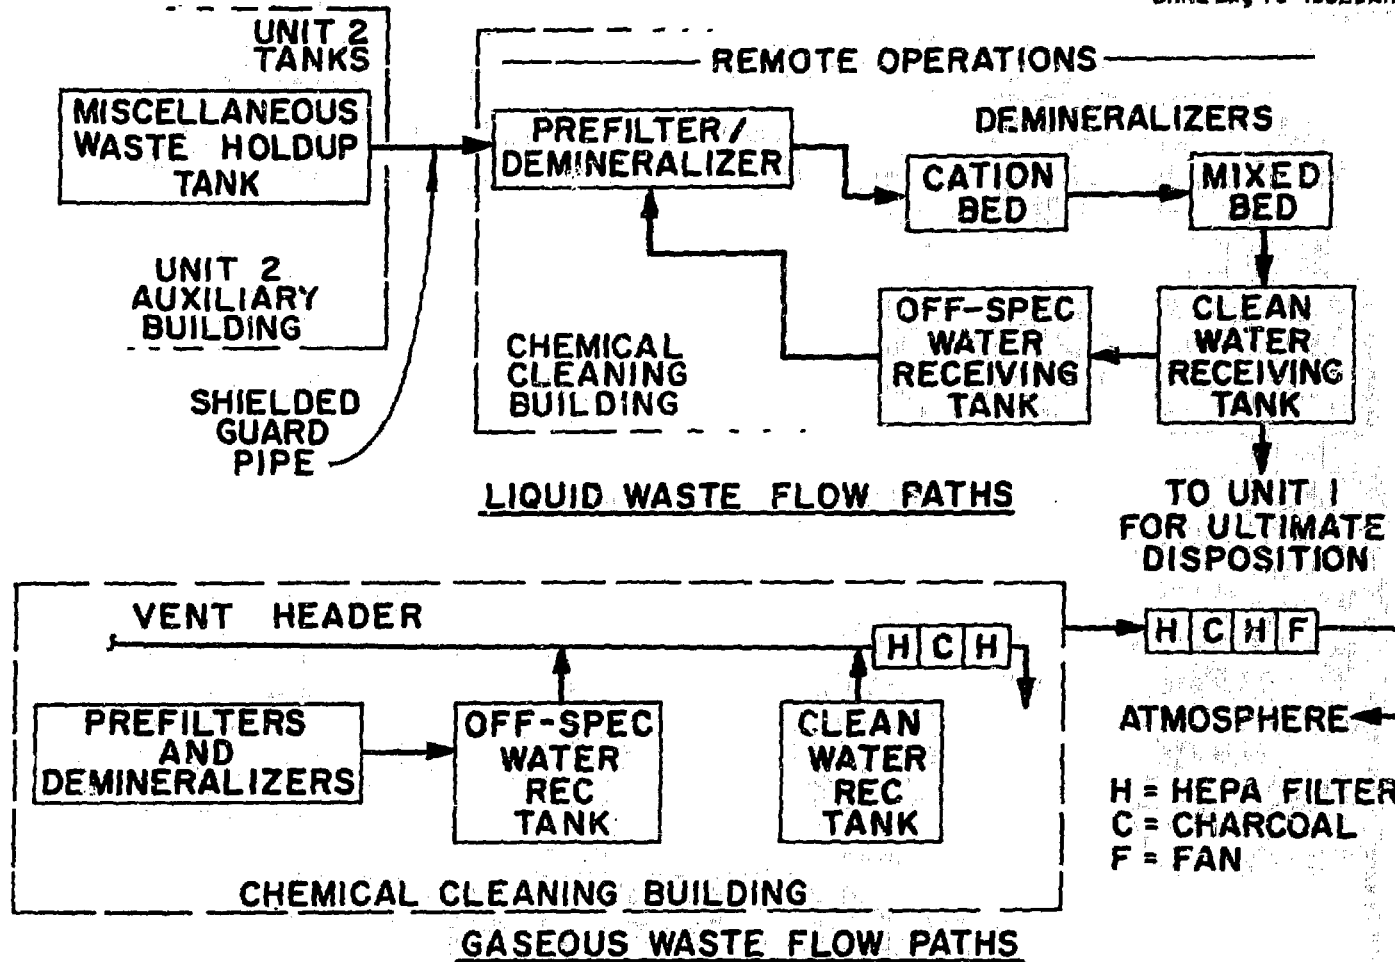 UNIT 2
TANKS
MISCELLANEOUS
WASTE HOLDUP
TANK
UNIT 2
AUXILIARY
BUILDING
SHIELDED
GUARD
PIPE
REMOTE OPERATIONS
PREFILTER/
DEMINERALIZER
DEMINERALIZERS
CATION
BED
MIXED
BED
OFF-SPEC
WATER
RECEIVING
TANK
CLEAN
WATER
RECEIVING
TANK
CHEMICAL
CLEANING
BUILDING
LIQUID WASTE FLOW PATHS
TO UNIT 1
FOR ULTIMATE
DISPOSITION
VENT HEADER
H C H
H C H F
PREFILTERS
AND
DEMINERALIZERS
OFF-SPEC
WATER
REC
TANK
CLEAN
WATER
REC
TANK
ATMOSPHERE
H = HEPA FILTER
C = CHARCOAL
F = FAN
CHEMICAL CLEANING BUILDING
GASEOUS WASTE FLOW PATHS